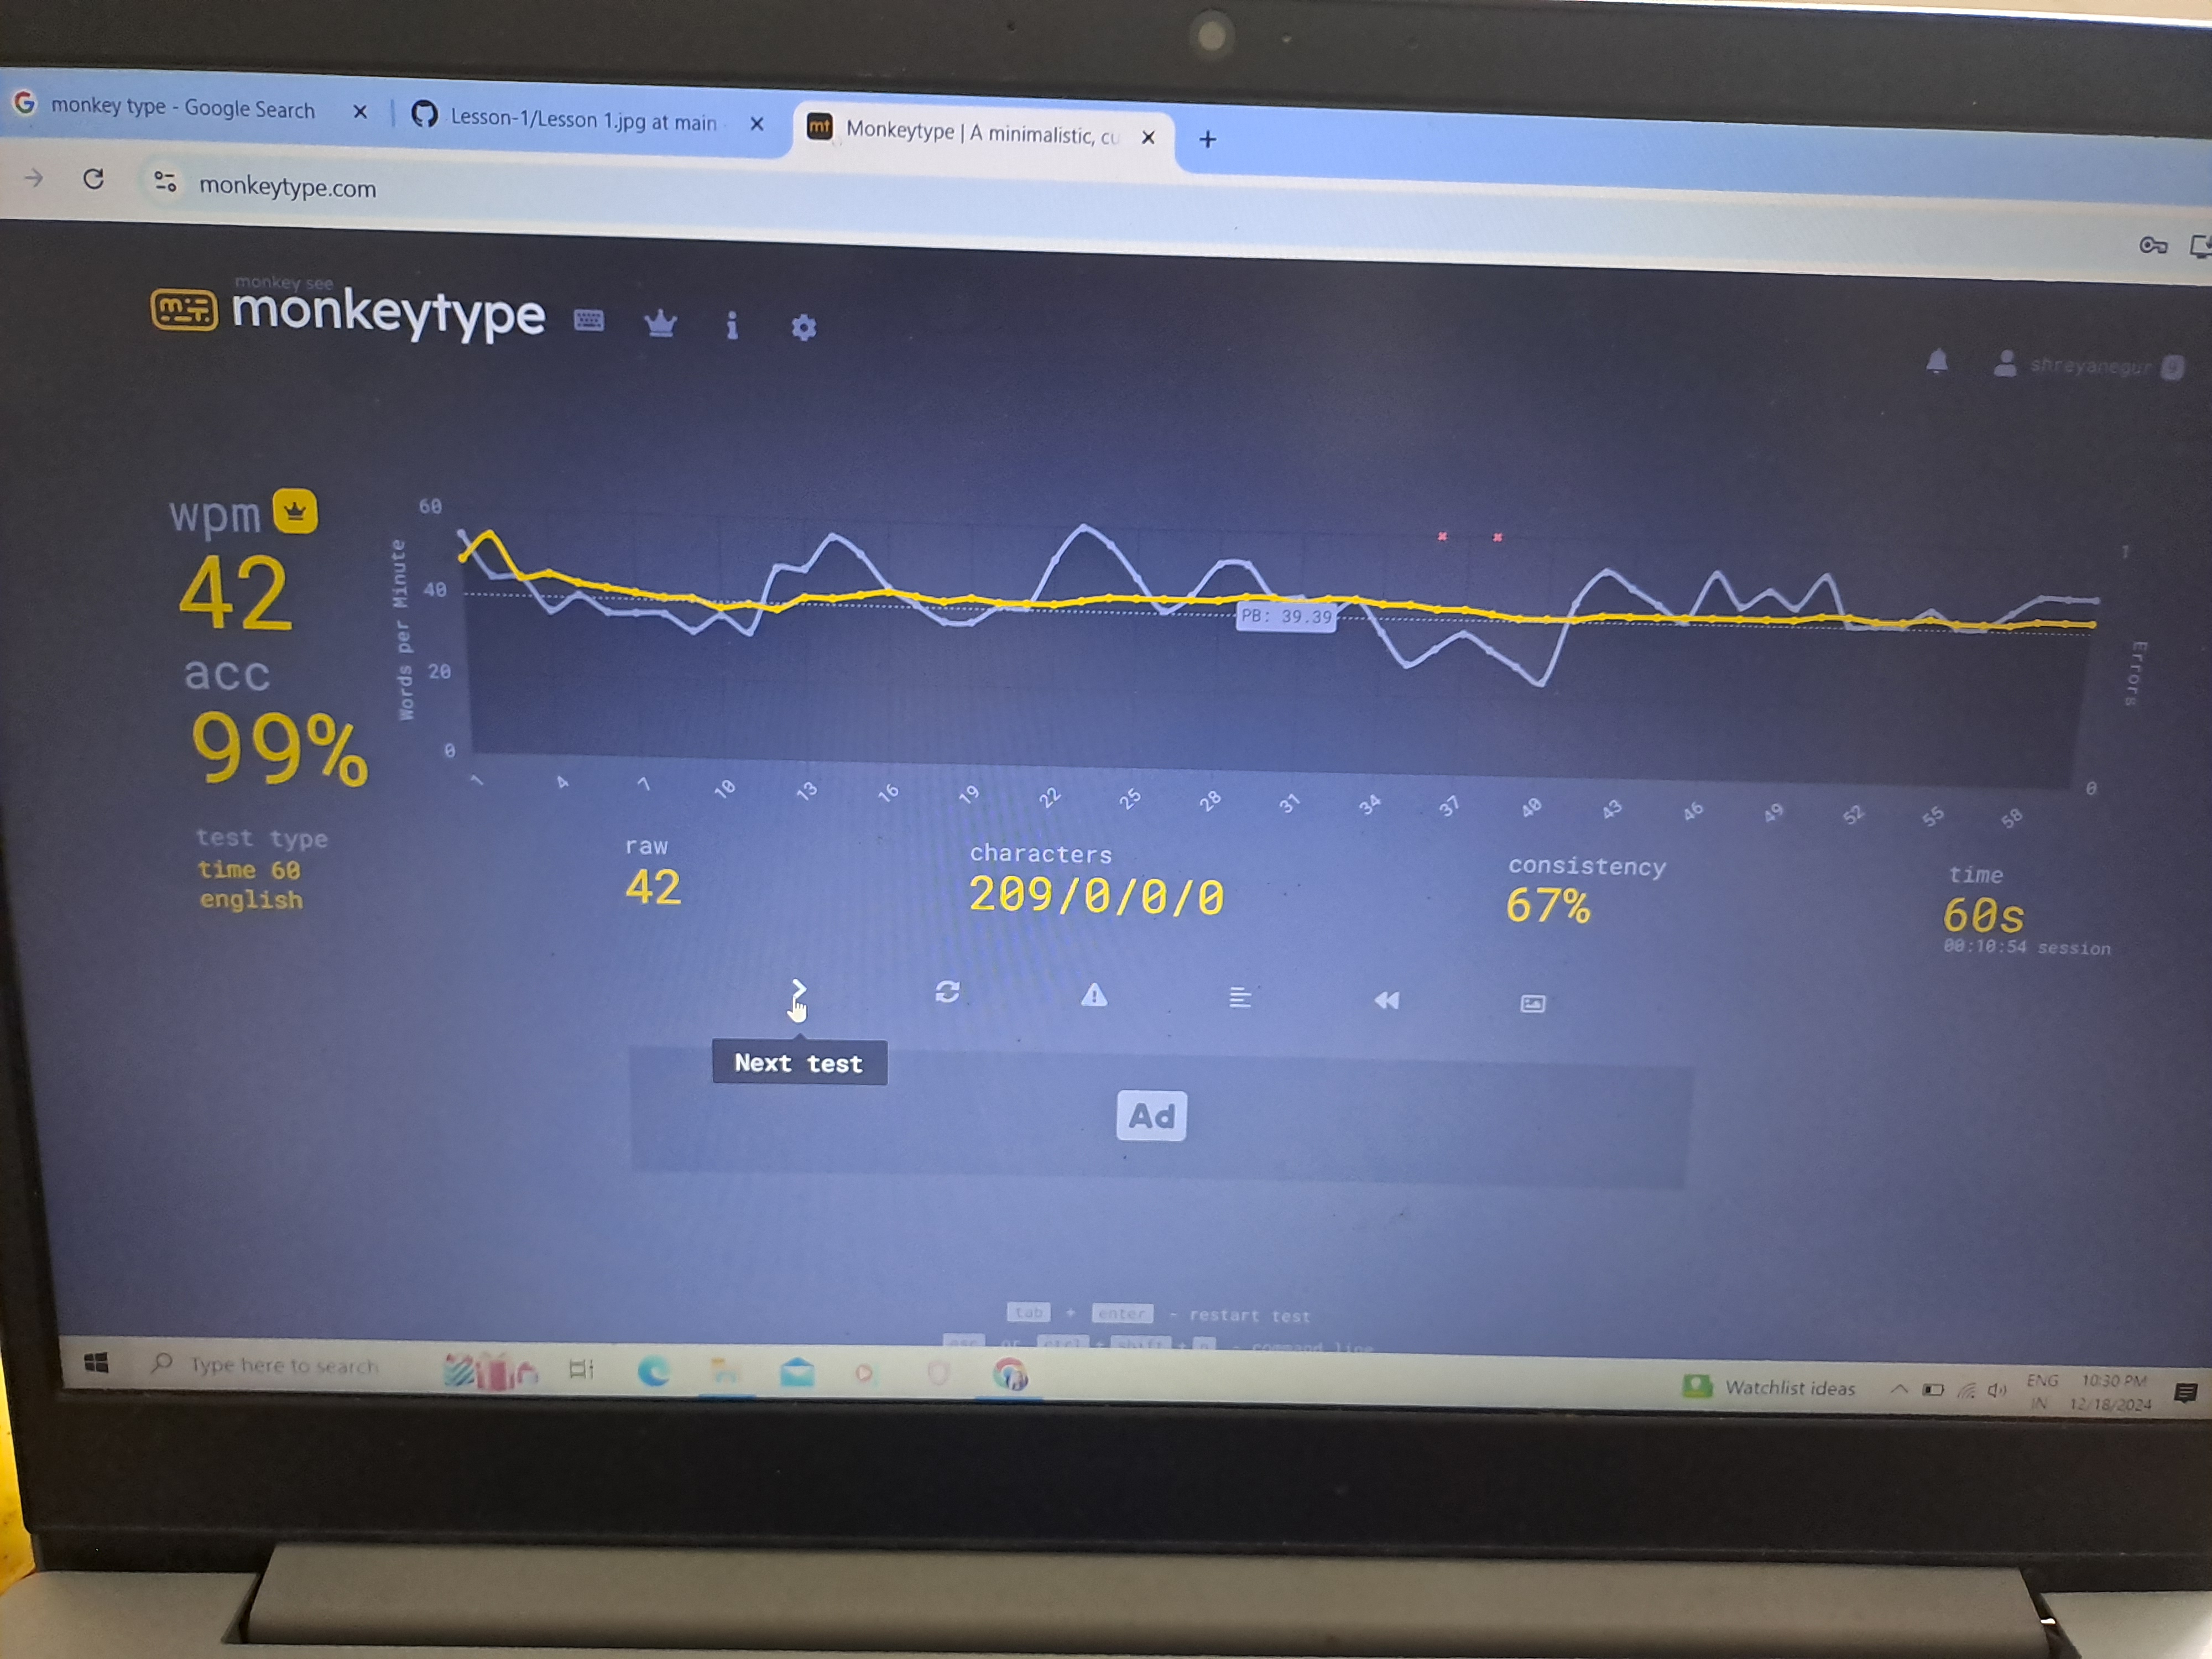 monkey type - Google Search
Lesson-1/Lesson 1.jpg at main
Monkeytype | A minimalistic, cu
monkeytype.com
monkey see
monkeytype
shreyanegur
wpm
42
acc
99%
Words per Minute
60
40
20
0
PB: 39.39
1
Errors
0
1 4 7 10 13 16 19 22 25 28 31 34 37 40 43 46 49 52 55 58
test type
time 60
english
raw
42
characters
209/0/0/0
consistency
67%
time
60s
00:10:54 session
Next test
Ad
tab + enter - restart test
esc or ctrl + shift + p - command line
Type here to search
Watchlist ideas
ENG
IN
10:30 PM
12/18/2024